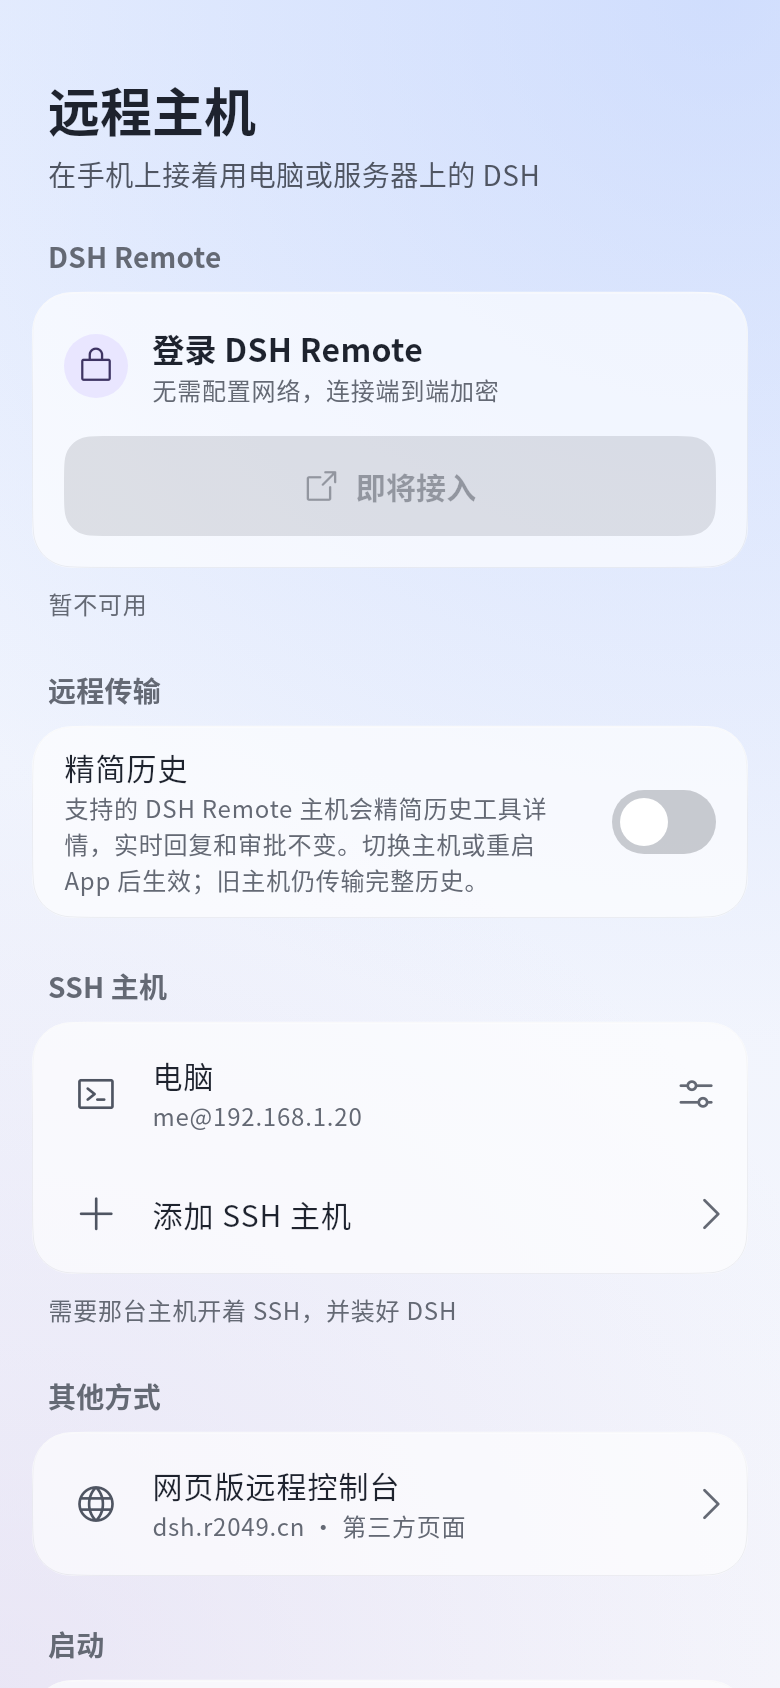 远程主机
在手机上接着用电脑或服务器上的 DSH
DSH Remote
登录 DSH Remote
无需配置网络，连接端到端加密
即将接入
暂不可用
远程传输
精简历史
支持的 DSH Remote 主机会精简历史工具详
情，实时回复和审批不变。切换主机或重启
App 后生效；旧主机仍传输完整历史。
SSH 主机
电脑
me@192.168.1.20
添加 SSH 主机
需要那台主机开着 SSH，并装好 DSH
其他方式
网页版远程控制台
dsh.r2049.cn · 第三方页面
启动